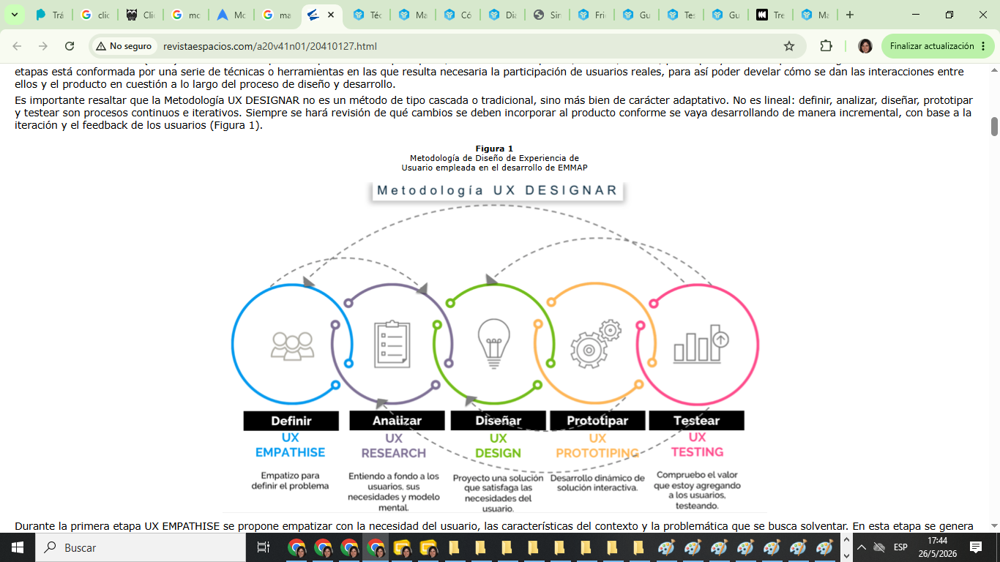 Trá
clic
Clic
mc
Mc
ma
Téc
Ma
Có
Dia
Sin
Fric
Gu
Tes
Gu
Tre
Ma
No seguro
revistaespacios.com/a20v41n01/20410127.html
Finalizar actualización
etapas está conformada por una serie de técnicas o herramientas en las que resulta necesaria la participación de usuarios reales, para así poder develar cómo se dan las interacciones entre
ellos y el producto en cuestión a lo largo del proceso de diseño y desarrollo.
Es importante resaltar que la Metodología UX DESIGNAR no es un método de tipo cascada o tradicional, sino más bien de carácter adaptativo. No es lineal: definir, analizar, diseñar, prototipar
y testear son procesos continuos e iterativos. Siempre se hará revisión de qué cambios se deben incorporar al producto conforme se vaya desarrollando de manera incremental, con base a la
iteración y el feedback de los usuarios (Figura 1).
Figura 1
Metodología de Diseño de Experiencia de
Usuario empleada en el desarrollo de EMMAP
Metodología UX DESIGNAR
Definir
UX
EMPATHISE
Empatizo para
definir el problema
Analizar
UX
RESEARCH
Entiendo a fondo a los
usuarios, sus
necesidades y modelo
mental.
Diseñar
UX
DESIGN
Proyecto una solución
que satisfaga las
necesidades del
usuario.
Prototipar
UX
PROTOTIPING
Desarrollo dinámico de
solución interactiva.
Testear
UX
TESTING
Compruebo el valor
que estoy agregando
a los usuarios,
testeando.
Durante la primera etapa UX EMPATHISE se propone empatizar con la necesidad del usuario, las características del contexto y la problemática que se busca solventar. En esta etapa se genera
Buscar
ESP
17:44
26/5/2026